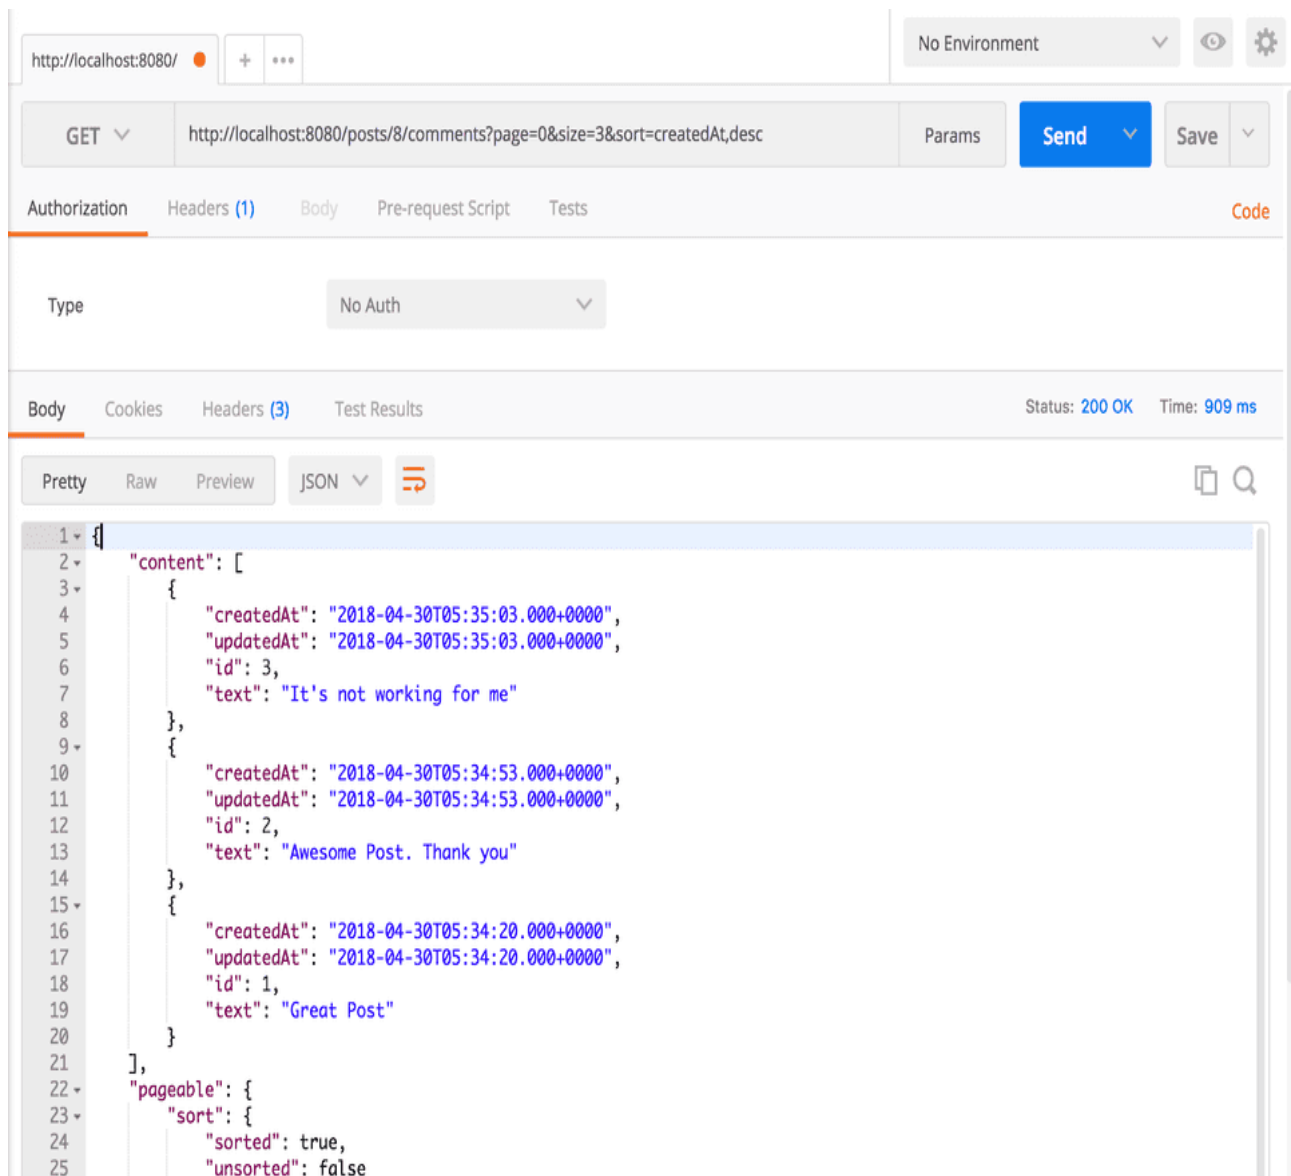 http://localhost:8080/
No Environment
GET http://localhost:8080/posts/8/comments?page=0&size=3&sort=createdAt,desc Params Send Save
Authorization Headers (1) Body Pre-request Script Tests Code
Type No Auth
Body Cookies Headers (3) Test Results Status: 200 OK Time: 909 ms
Pretty Raw Preview JSON
1 {
2 "content": [
3 {
4 "createdAt": "2018-04-30T05:35:03.000+0000",
5 "updatedAt": "2018-04-30T05:35:03.000+0000",
6 "id": 3,
7 "text": "It's not working for me"
8 },
9 {
10 "createdAt": "2018-04-30T05:34:53.000+0000",
11 "updatedAt": "2018-04-30T05:34:53.000+0000",
12 "id": 2,
13 "text": "Awesome Post. Thank you"
14 },
15 {
16 "createdAt": "2018-04-30T05:34:20.000+0000",
17 "updatedAt": "2018-04-30T05:34:20.000+0000",
18 "id": 1,
19 "text": "Great Post"
20 }
21 ],
22 "pageable": {
23 "sort": {
24 "sorted": true,
25 "unsorted": false